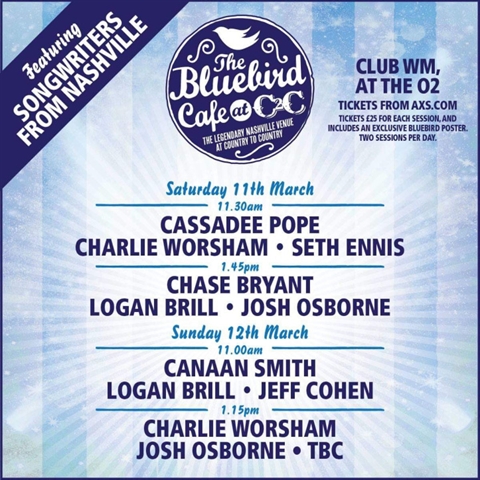 Featuring
SONGWRITERS
FROM NASHVILLE
The
Bluebird
Cafe at C2C
THE LEGENDARY NASHVILLE VENUE
AT COUNTRY TO COUNTRY
CLUB WM,
AT THE O2
TICKETS FROM AXS.COM
TICKETS £25 FOR EACH SESSION, AND
INCLUDES AN EXCLUSIVE BLUEBIRD POSTER.
TWO SESSIONS PER DAY.
Saturday 11th March
11.30am
CASSADEE POPE
CHARLIE WORSHAM • SETH ENNIS
1.45pm
CHASE BRYANT
LOGAN BRILL • JOSH OSBORNE
Sunday 12th March
11.00am
CANAAN SMITH
LOGAN BRILL • JEFF COHEN
1.15pm
CHARLIE WORSHAM
JOSH OSBORNE • TBC